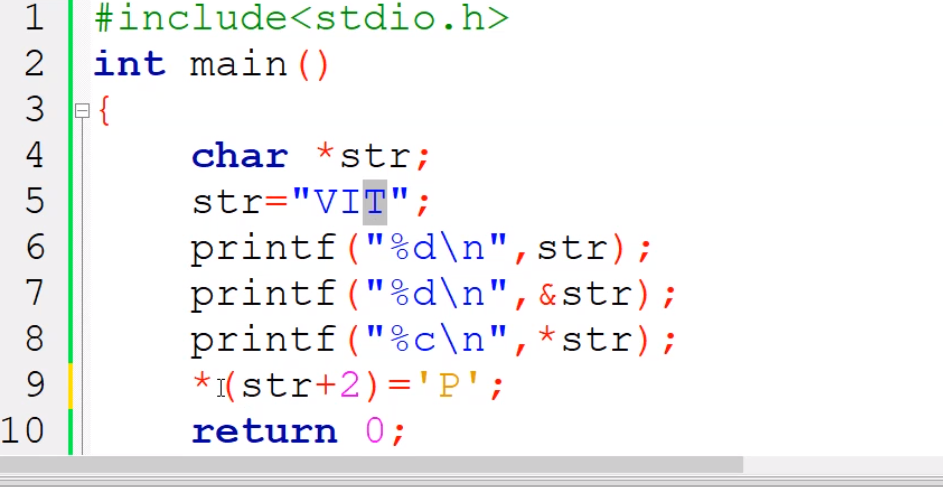 1 #include<stdio.h>
2 int main()
3 {
4 char *str;
5 str="VIT";
6 printf("%d\n",str);
7 printf("%d\n",&str);
8 printf("%c\n",*str);
9 *(str+2)='P';
10 return 0;